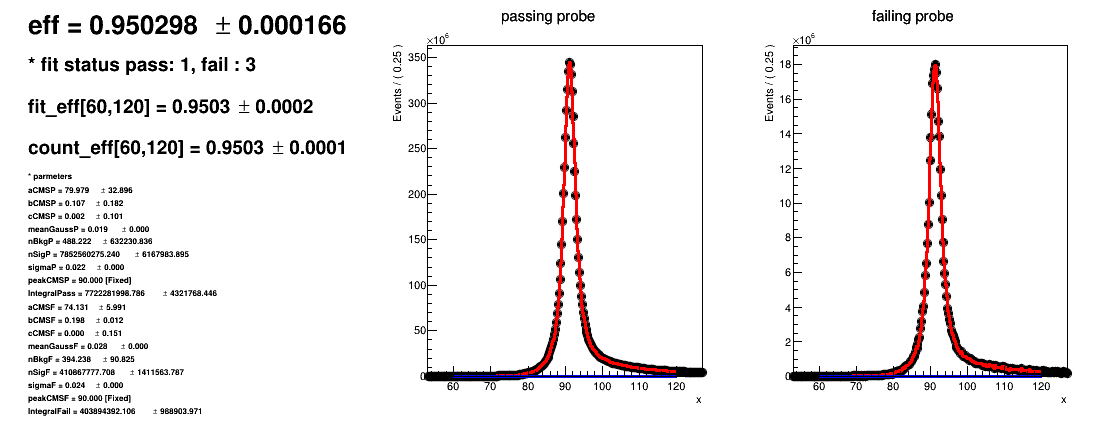 eff = 0.950298 ± 0.000166
* fit status pass: 1, fail : 3
fit_eff[60,120] = 0.9503 ± 0.0002
count_eff[60,120] = 0.9503 ± 0.0001
* parmeters
aCMSP = 79.979 ± 32.896
bCMSP = 0.107 ± 0.182
cCMSP = 0.002 ± 0.101
meanGaussP = 0.019 ± 0.000
nBkgP = 488.222 ± 632230.836
nSigP = 7852560275.240 ± 6167983.895
sigmaP = 0.022 ± 0.000
peakCMSP = 90.000 [Fixed]
IntegralPass = 7722281998.786 ± 4321768.446
aCMSF = 74.131 ± 5.991
bCMSF = 0.198 ± 0.012
cCMSF = 0.000 ± 0.151
meanGaussF = 0.028 ± 0.000
nBkgF = 394.238 ± 90.825
nSigF = 410867777.708 ± 1411563.787
sigmaF = 0.024 ± 0.000
peakCMSF = 90.000 [Fixed]
IntegralFail = 403894392.106 ± 988903.971
passing probe
×10⁶
Events / ( 0.25 )
350
300
250
200
150
100
50
0
60 70 80 90 100 110 120
x
failing probe
×10⁶
Events / ( 0.25 )
18
16
14
12
10
8
6
4
2
0
60 70 80 90 100 110 120
x